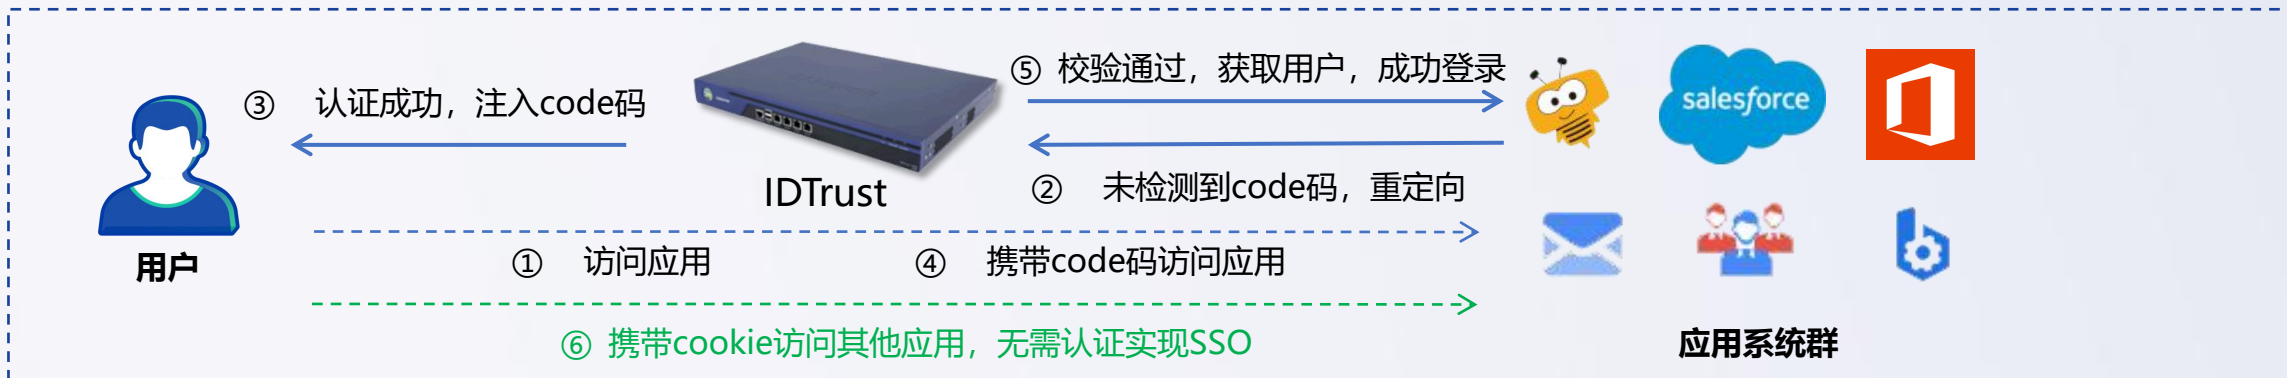 ⑤ 校验通过，获取用户，成功登录
③ 认证成功，注入code码
salesforce
IDTrust
② 未检测到code码，重定向
① 访问应用
④ 携带code码访问应用
用户
⑥ 携带cookie访问其他应用，无需认证实现SSO
应用系统群